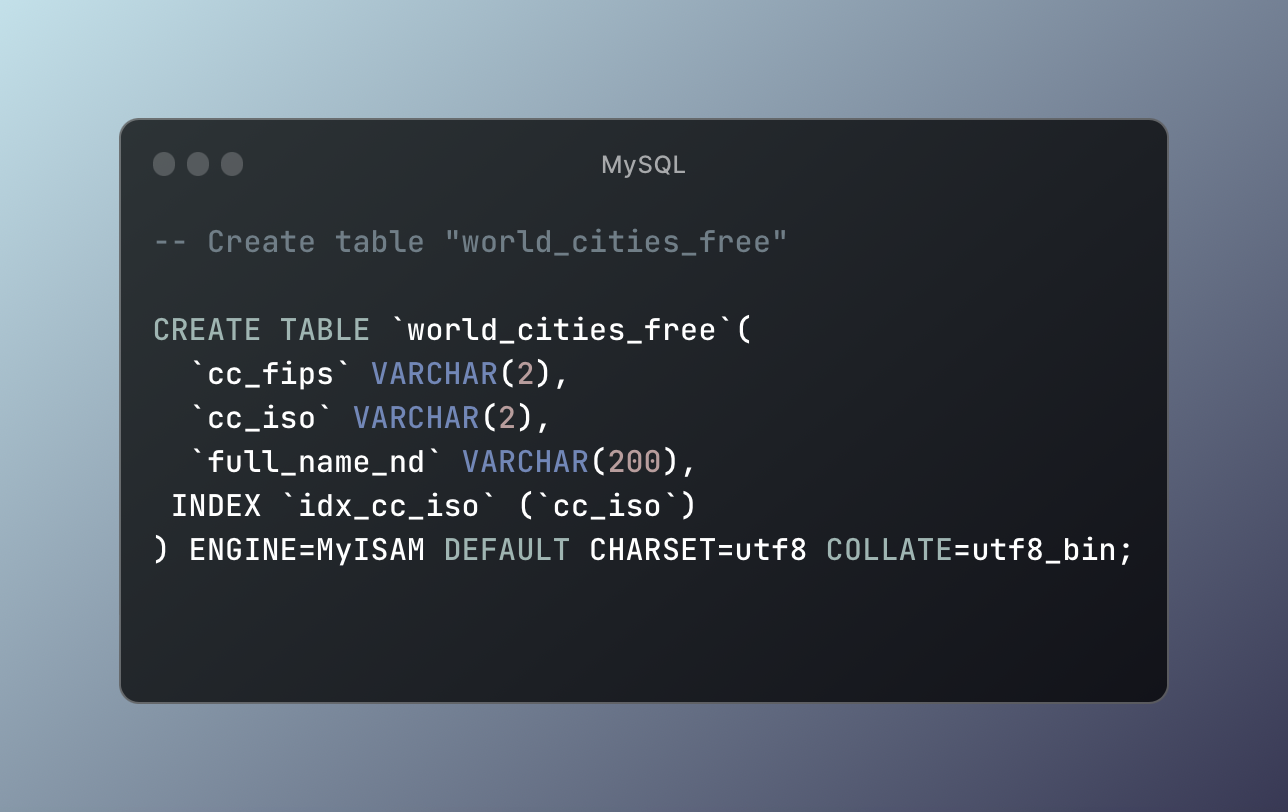 MySQL
-- Create table "world_cities_free"
CREATE TABLE `world_cities_free`(
  `cc_fips` VARCHAR(2),
  `cc_iso` VARCHAR(2),
  `full_name_nd` VARCHAR(200),
 INDEX `idx_cc_iso` (`cc_iso`)
) ENGINE=MyISAM DEFAULT CHARSET=utf8 COLLATE=utf8_bin;